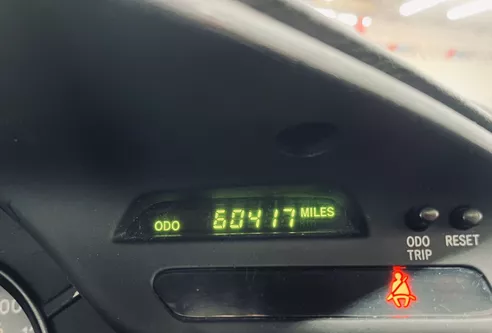 ODO 60417 MILES
ODO TRIP
RESET